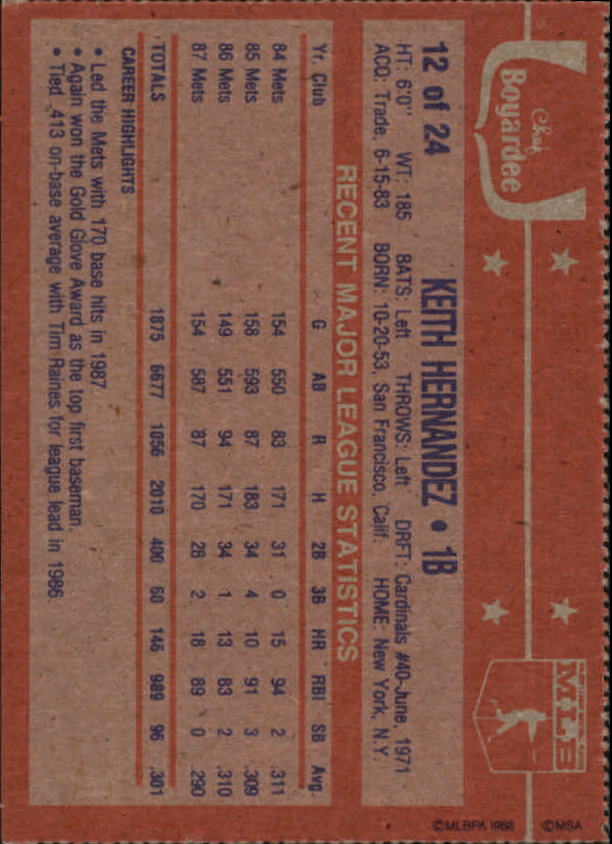 Chef
Boyardee
MAJOR LEAGUE BASEBALL PLAYERS
MLB
12 of 24 KEITH HERNANDEZ • 1B
HT: 6'0" WT: 185 BATS: Left THROWS: Left DRFT: Cardinals #40-June, 1971
ACQ: Trade, 6-15-83 BORN: 10-20-53, San Francisco, Calif. HOME: New York, N.Y.
RECENT MAJOR LEAGUE STATISTICS
Yr. Club G AB R H 2B 3B HR RBI SB Avg.
84 Mets 154 550 83 171 31 0 15 94 2 .311
85 Mets 158 593 87 183 34 4 10 91 3 .309
86 Mets 149 551 94 171 34 1 13 83 2 .310
87 Mets 154 587 87 170 28 2 18 89 0 .290
TOTALS 1875 6677 1056 2010 400 60 146 989 96 .301
CAREER HIGHLIGHTS
• Led the Mets with 170 base hits in 1987.
• Again won the Gold Glove Award as the top first baseman.
• Tied .413 on-base average with Tim Raines for league lead in 1986.
©MLBPA 1988 ©MSA